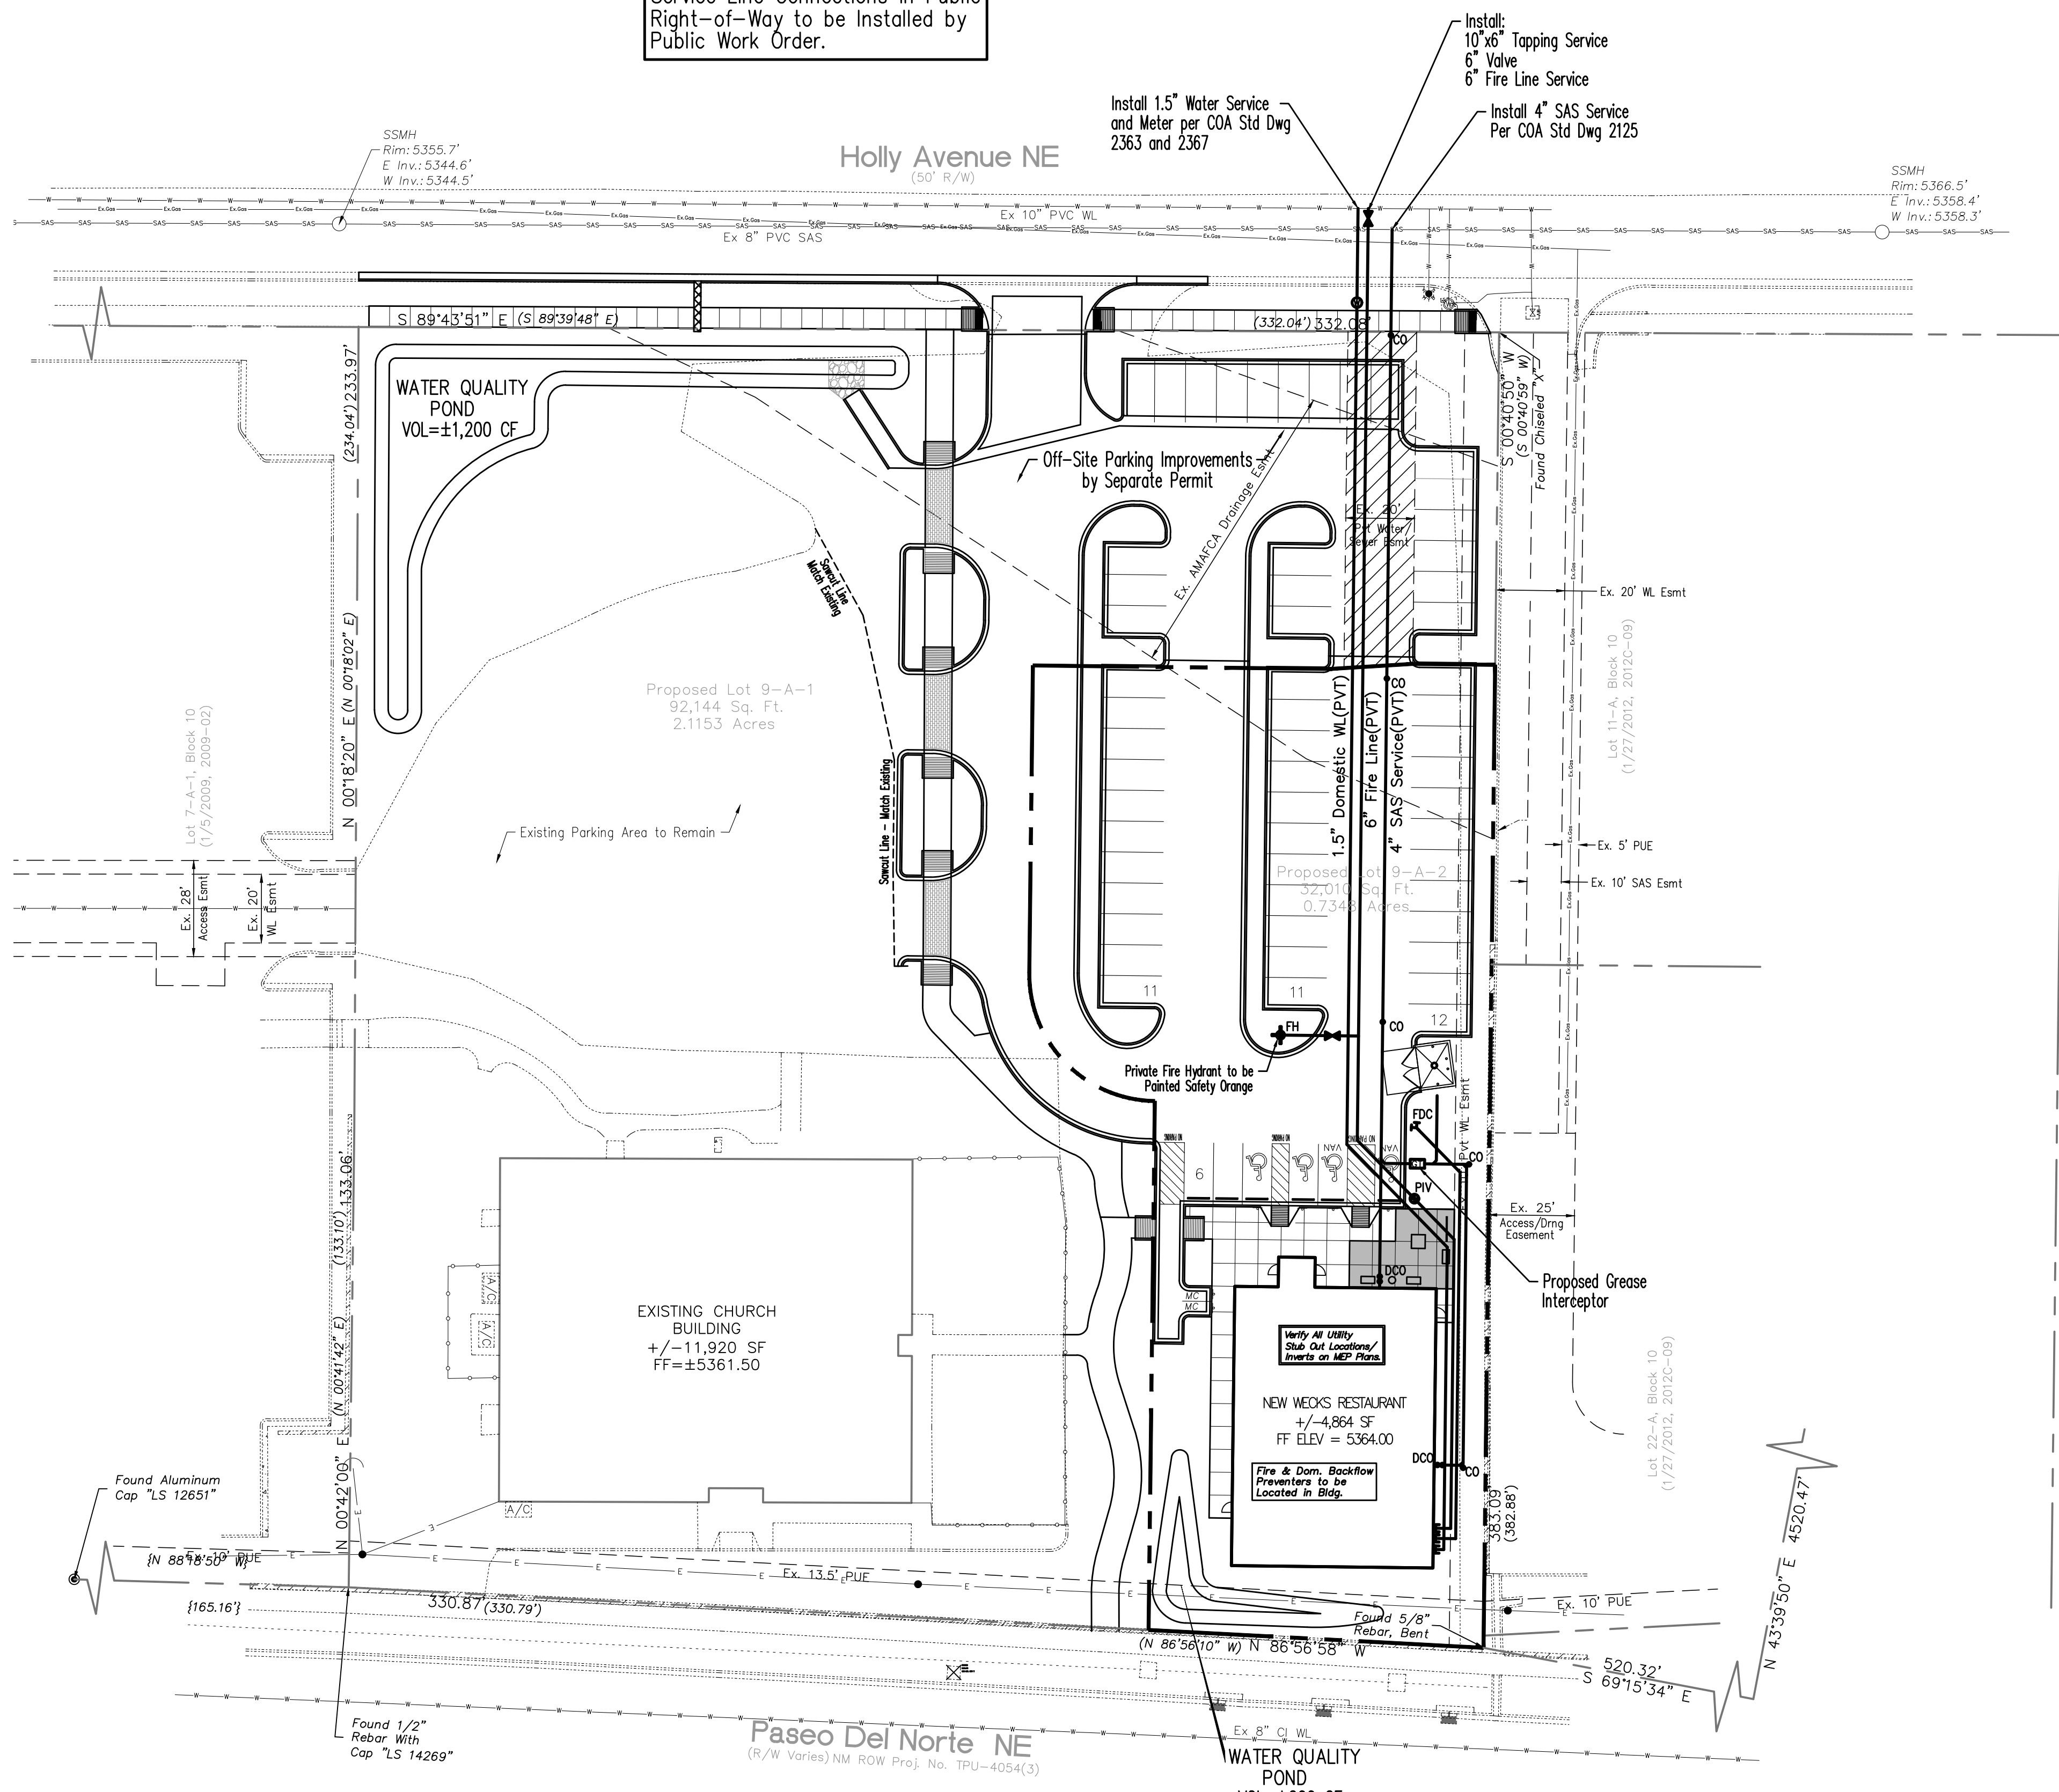 Right-of-Way to be Installed by
Public Work Order.
Install:
10"x6" Tapping Service
6" Valve
6" Fire Line Service
Install 1.5" Water Service
and Meter per COA Std Dwg
2363 and 2367
Install 4" SAS Service
Per COA Std Dwg 2125
SSMH
Rim: 5355.7'
E Inv.: 5344.6'
W Inv.: 5344.5'
Holly Avenue NE
(50' R/W)
SSMH
Rim: 5366.5'
E Inv.: 5358.4'
W Inv.: 5358.3'
Ex 10" PVC WL
Ex 8" PVC SAS
S 89°43'51" E (S 89°39'48" E)
(332.04') 332.08'
CO
(234.04') 233.97'
WATER QUALITY
POND
VOL=±1,200 CF
S 00°40'50" W
(S 00°40'59" W)
Found Chiseled "X"
Off-Site Parking Improvements
by Separate Permit
Ex. AMAFCA Drainage Esmt
Ex. 20'
Pvt Water/
Sewer Esmt
Sawcut Line
Match Existing
Ex. 20' WL Esmt
Lot 11-A, Block 10
(1/27/2012, 2012C-09)
N 00°18'20" E (N 00°18'02" E)
Proposed Lot 9-A-1
92,144 Sq. Ft.
2.1153 Acres
Lot 7-A-1, Block 10
(1/5/2009, 2009-02)
CO
1.5" Domestic WL(PVT)
6" Fire Line(PVT)
4" SAS Service(PVT)
Sawcut Line - Match Existing
Existing Parking Area to Remain
Ex. 5' PUE
Ex. 10' SAS Esmt
Proposed Lot 9-A-2
32,010 Sq. Ft.
0.7348 Acres
Ex. 28'
Access Esmt
Ex. 20'
WL Esmt
11
11
12
FH
CO
Private Fire Hydrant to be
Painted Safety Orange
Pvt WL Esmt
FDC
NO PARKING
NO PARKING
NO PARKING
VAN
VAN
6
CO
PIV
(133.10') 133.06'
Ex. 25'
Access/Drng
Easement
DCO
Proposed Grease
Interceptor
MC
MC
A/C
A/C
EXISTING CHURCH
BUILDING
+/-11,920 SF
FF=±5361.50
Verify All Utility
Stub Out Locations/
Inverts on MEP Plans.
NEW WECKS RESTAURANT
+/-4,864 SF
FF ELEV = 5364.00
Fire & Dom. Backflow
Preventers to be
Located in Bldg.
DCO
CO
N 00°42'00" E (N 00°41'42" E)
Lot 22-A, Block 10
(1/27/2012, 2012C-09)
383.09'
(382.88')
N 43°39'50" E 4520.47'
Found Aluminum
Cap "LS 12651"
A/C
{N 88°18'50" W}
Ex. 10' PUE
Ex. 13.5' PUE
{165.16'}
330.87' (330.79')
Found 5/8"
Rebar, Bent
Ex. 10' PUE
(N 86°56'10" W) N 86°56'58" W
520.32'
S 69°15'34" E
Found 1/2"
Rebar With
Cap "LS 14269"
Paseo Del Norte NE
(R/W Varies) NM ROW Proj. No. TPU-4054(3)
Ex 8" CI WL
WATER QUALITY
POND